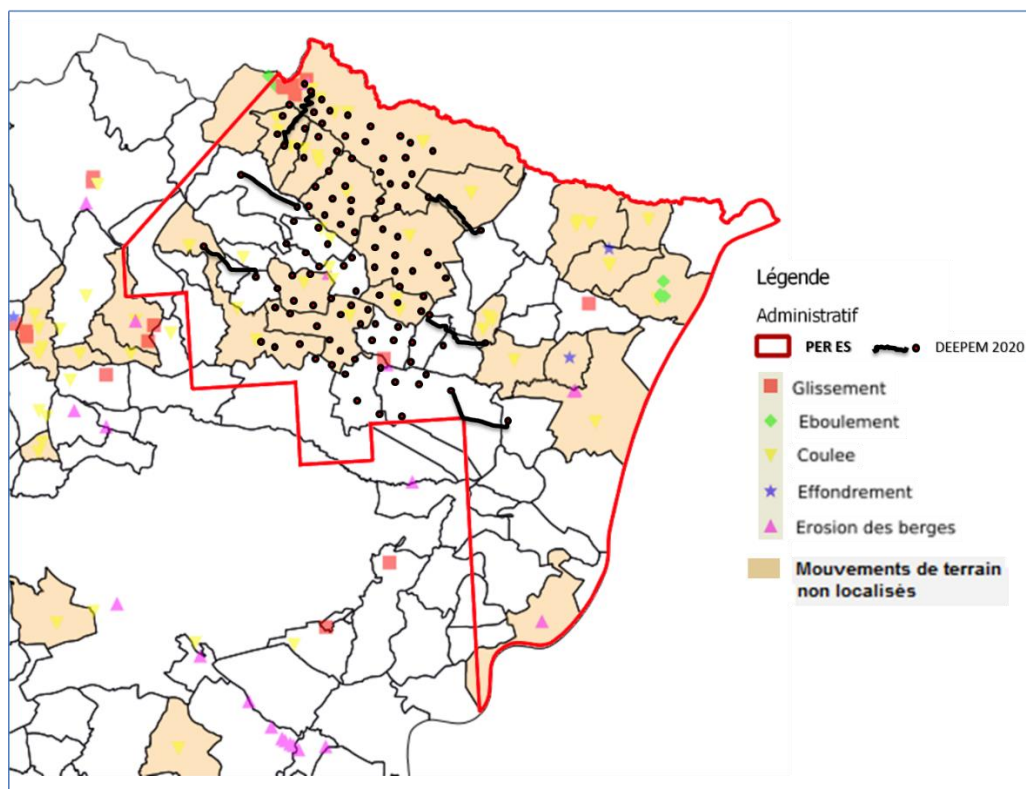 Légende
Administratif
PER ES DEEPEM 2020
Glissement
Eboulement
Coulee
Effondrement
Erosion des berges
Mouvements de terrain
non localisés